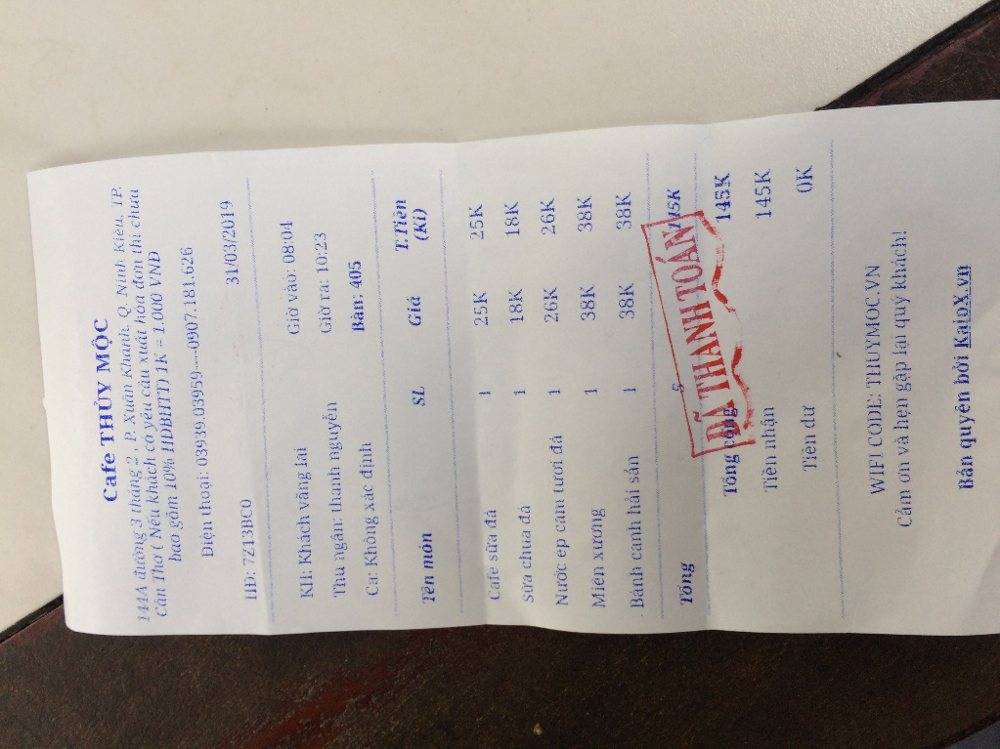 Cafe THỦY MỘC
144A đường 3 tháng 2 . P. Xuân Khanh, Q. Ninh Kiều, TP.
Cần Thơ ( Nếu khách có yêu cầu xuất hóa đơn thì chưa
bao gồm 10% HĐBHTT) 1K = 1.000 VNĐ
Điện thoại: 03939.03959----0907.181.626
31/03/2019
HĐ: 7Z13BC0
KH: Khách vãng lai Giờ vào: 08:04
Thu ngân: thanh nguyễn Giờ ra: 10:23
Ca: Không xác định Bàn: 405
Tên món SL Giá T.Tiền
(Ki)
Cafe sữa đá 1 25K 25K
sữa chua đá 1 18K 18K
Nước ép cam tươi đá 1 26K 26K
Miến xương 1 38K 38K
Bánh canh hải sản 1 38K 38K
Tổng 5 145K
ĐÃ THANH TOÁN
Tổng cộng 145K
Tiền nhận 145K
Tiền dư 0K
WIFI CODE: THUYMOC.VN
Cảm ơn và hẹn gặp lại quý khách!
Bản quyền bởi KaioX.vn